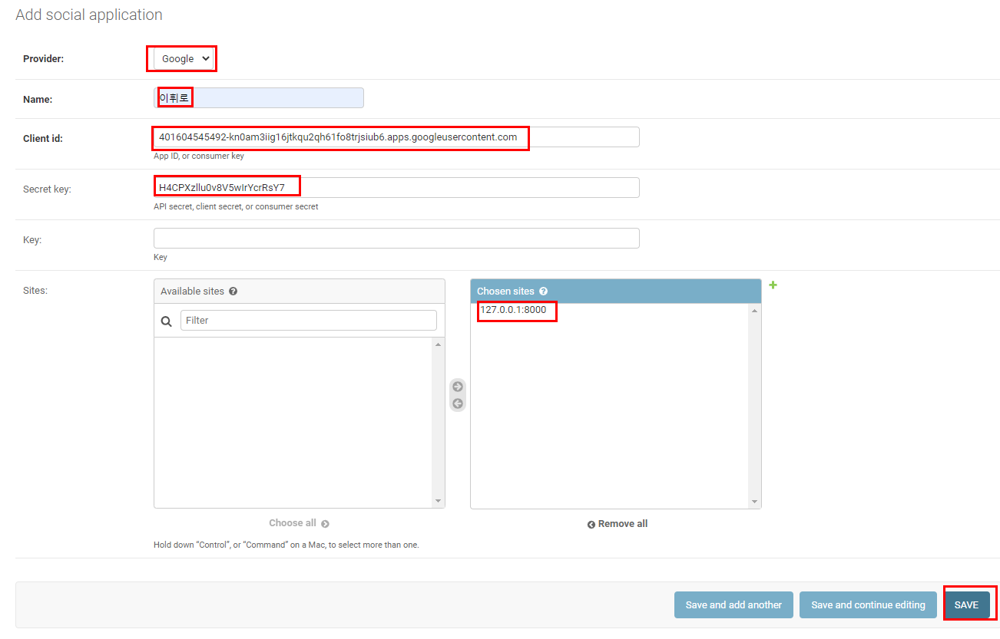 Add social application
Provider: Google
Name: 이휘로
Client id: 401604545492-kn0am3iig16jtkqu2qh61fo8trjsiub6.apps.googleusercontent.com
App ID, or consumer key
Secret key: H4CPXzllu0v8V5wIrYcrRsY7
API secret, client secret, or consumer secret
Key:
Key
Sites:
Available sites
Filter
Choose all
Chosen sites
127.0.0.1:8000
Remove all
Hold down “Control”, or “Command” on a Mac, to select more than one.
Save and add another
Save and continue editing
SAVE